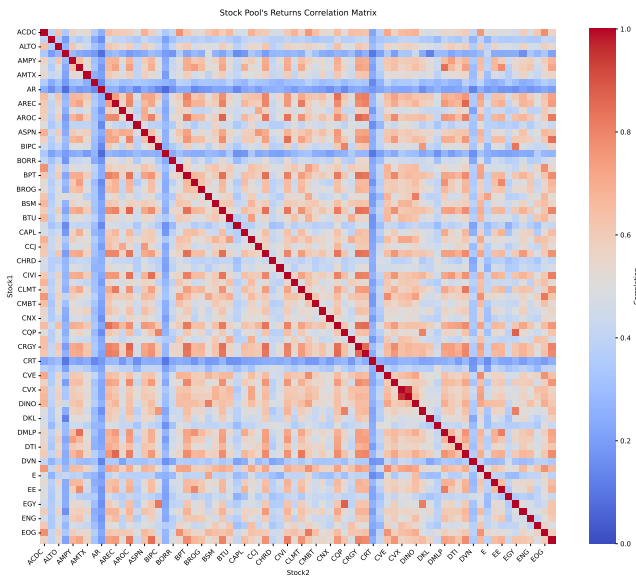 Stock Pool's Returns Correlation Matrix
ACDC
ALTO
AMPY
AMTX
AR
AREC
AROC
ASPN
BIPC
BORR
BPT
BROG
BSM
BTU
CAPL
CCJ
CHRD
CIVI
CLMT
CMBT
CNX
CQP
CRGY
CRT
CVE
CVX
DINO
DKL
DMLP
DTI
DVN
E
EE
EGY
ENG
EOG
Stock1
ACDC ALTO AMPY AMTX AR AREC AROC ASPN BIPC BORR BPT BROG BSM BTU CAPL CCJ CHRD CIVI CLMT CMBT CNX CQP CRGY CRT CVE CVX DINO DKL DMLP DTI DVN E EE EGY ENG EOG
Stock2
1.0
0.8
0.6
0.4
0.2
0.0